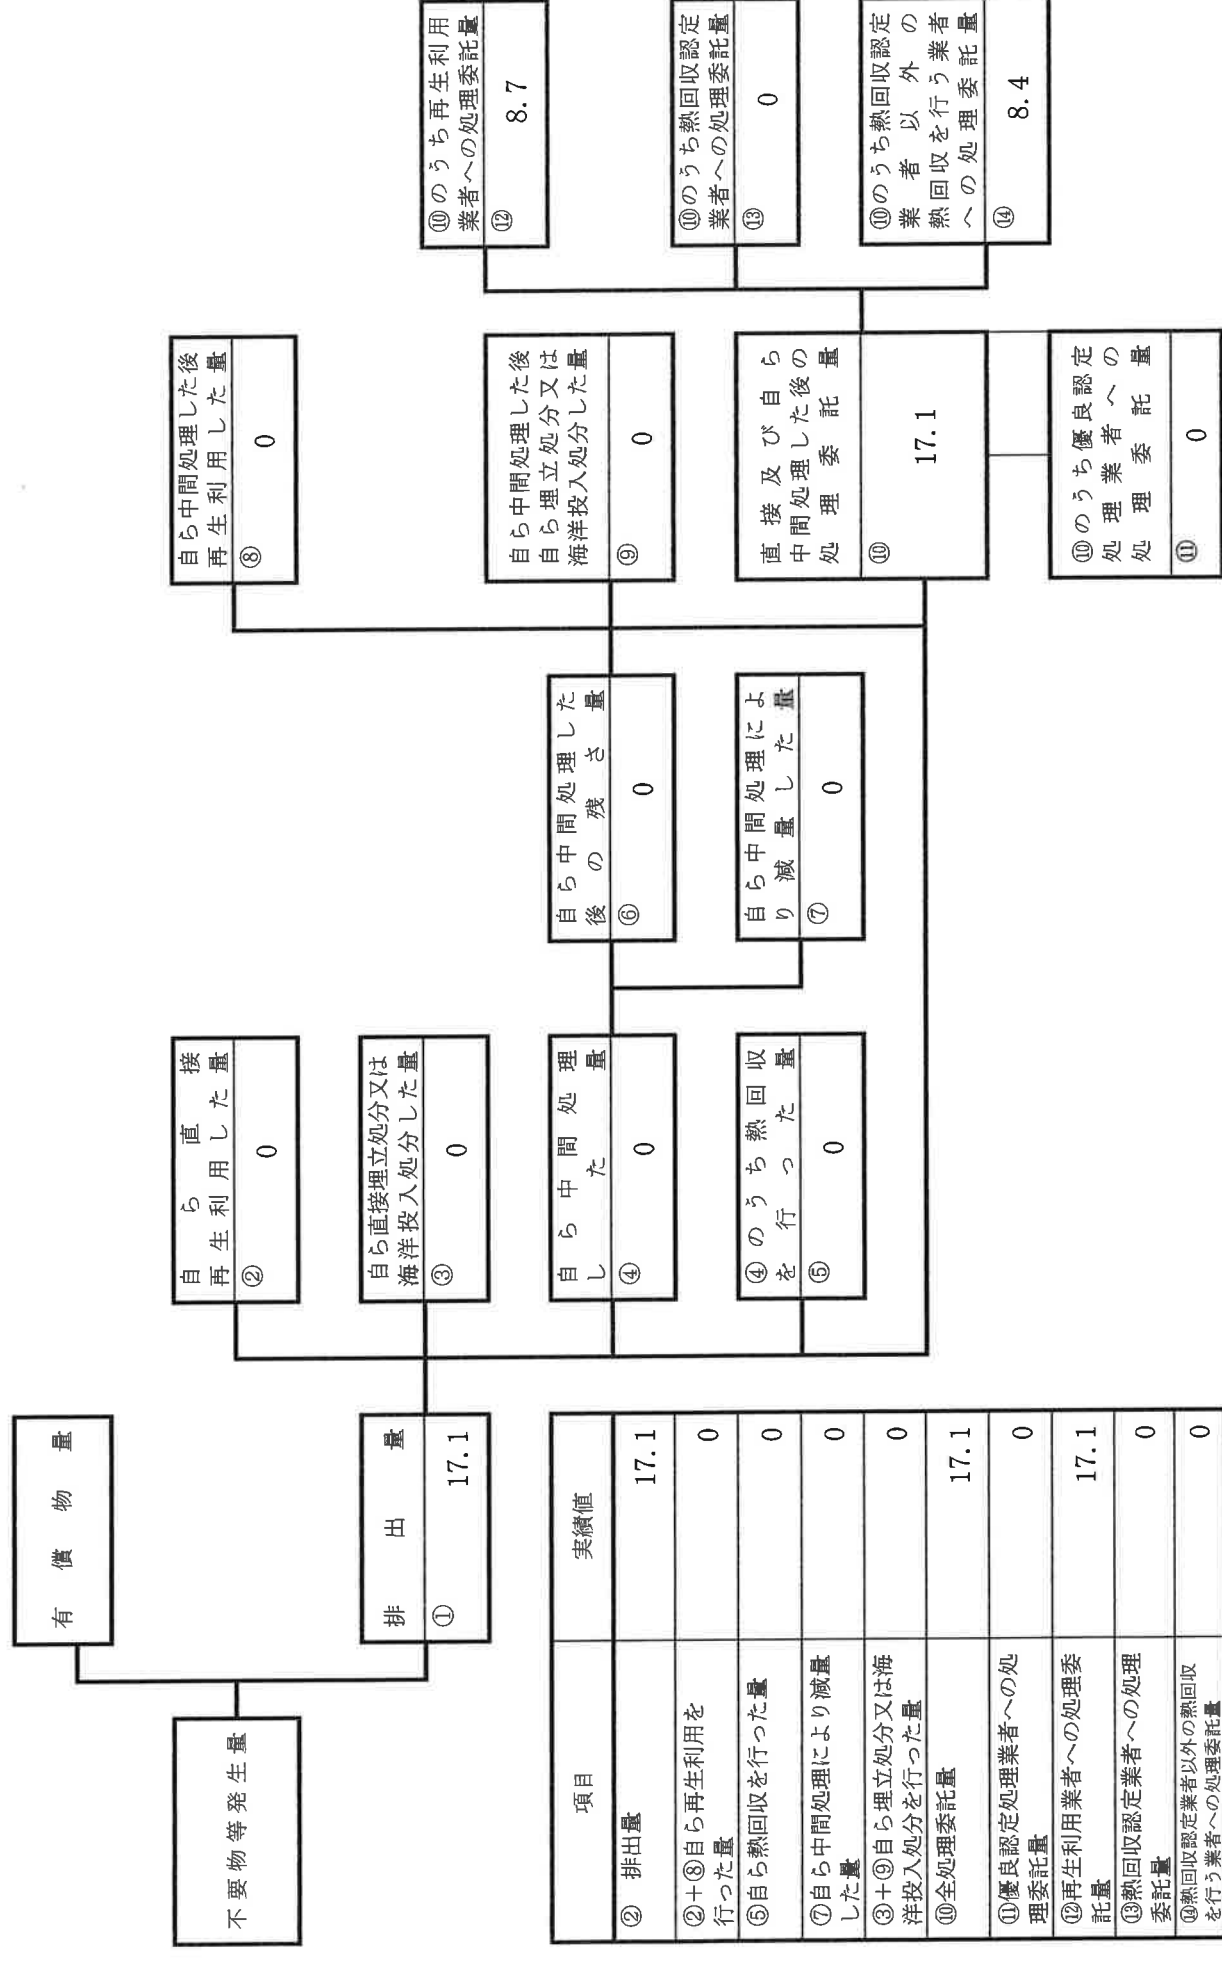 有償物量
不要物等発生量
排出量
① 17.1
自ら直接
再生利用した量
② 0
自ら直接埋立処分又は
海洋投入処分した量
③ 0
自ら中間処理
した量
④ 0
④のうち熱回収
を行った量
⑤ 0
自ら中間処理した
後の残さ量
⑥ 0
自ら中間処理によ
り減量した量
⑦ 0
自ら中間処理した後
再生利用した量
⑧ 0
自ら中間処理した後
自ら埋立処分又は
海洋投入処分した量
⑨ 0
直接及び自ら
中間処理した後の
処理委託量
⑩ 17.1
⑩のうち優良認定
処理業者への
処理委託量
⑪ 0
⑩のうち再生利用
業者への処理委託量
⑫ 8.7
⑩のうち熱回収認定
業者への処理委託量
⑬ 0
⑩のうち熱回収認定
業者以外の
熱回収を行う業者
への処理委託量
⑭ 8.4
項目 実績値
② 排出量 17.1
②+⑧自ら再生利用を
行った量 0
⑤自ら熱回収を行った量 0
⑦自ら中間処理により減量
した量 0
③+⑨自ら埋立処分又は海
洋投入処分を行った量 0
⑩全処理委託量 17.1
⑪優良認定処理業者への処
理委託量 0
⑫再生利用業者への処理委
託量 17.1
⑬熱回収認定業者への処理
委託量 0
⑭熱回収認定業者以外の熱回収
を行う業者への処理委託量 0